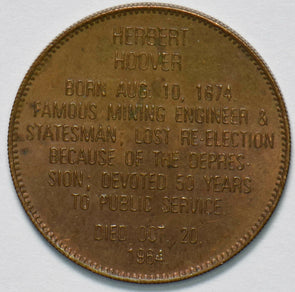 HERBERT
HOOVER
BORN AUG. 10, 1874.
FAMOUS MINING ENGINEER &
STATESMAN; LOST RE-ELECTION
BECAUSE OF THE DEPRES-
SION; DEVOTED 50 YEARS
TO PUBLIC SERVICE.
DIED OCT. 20,
1964